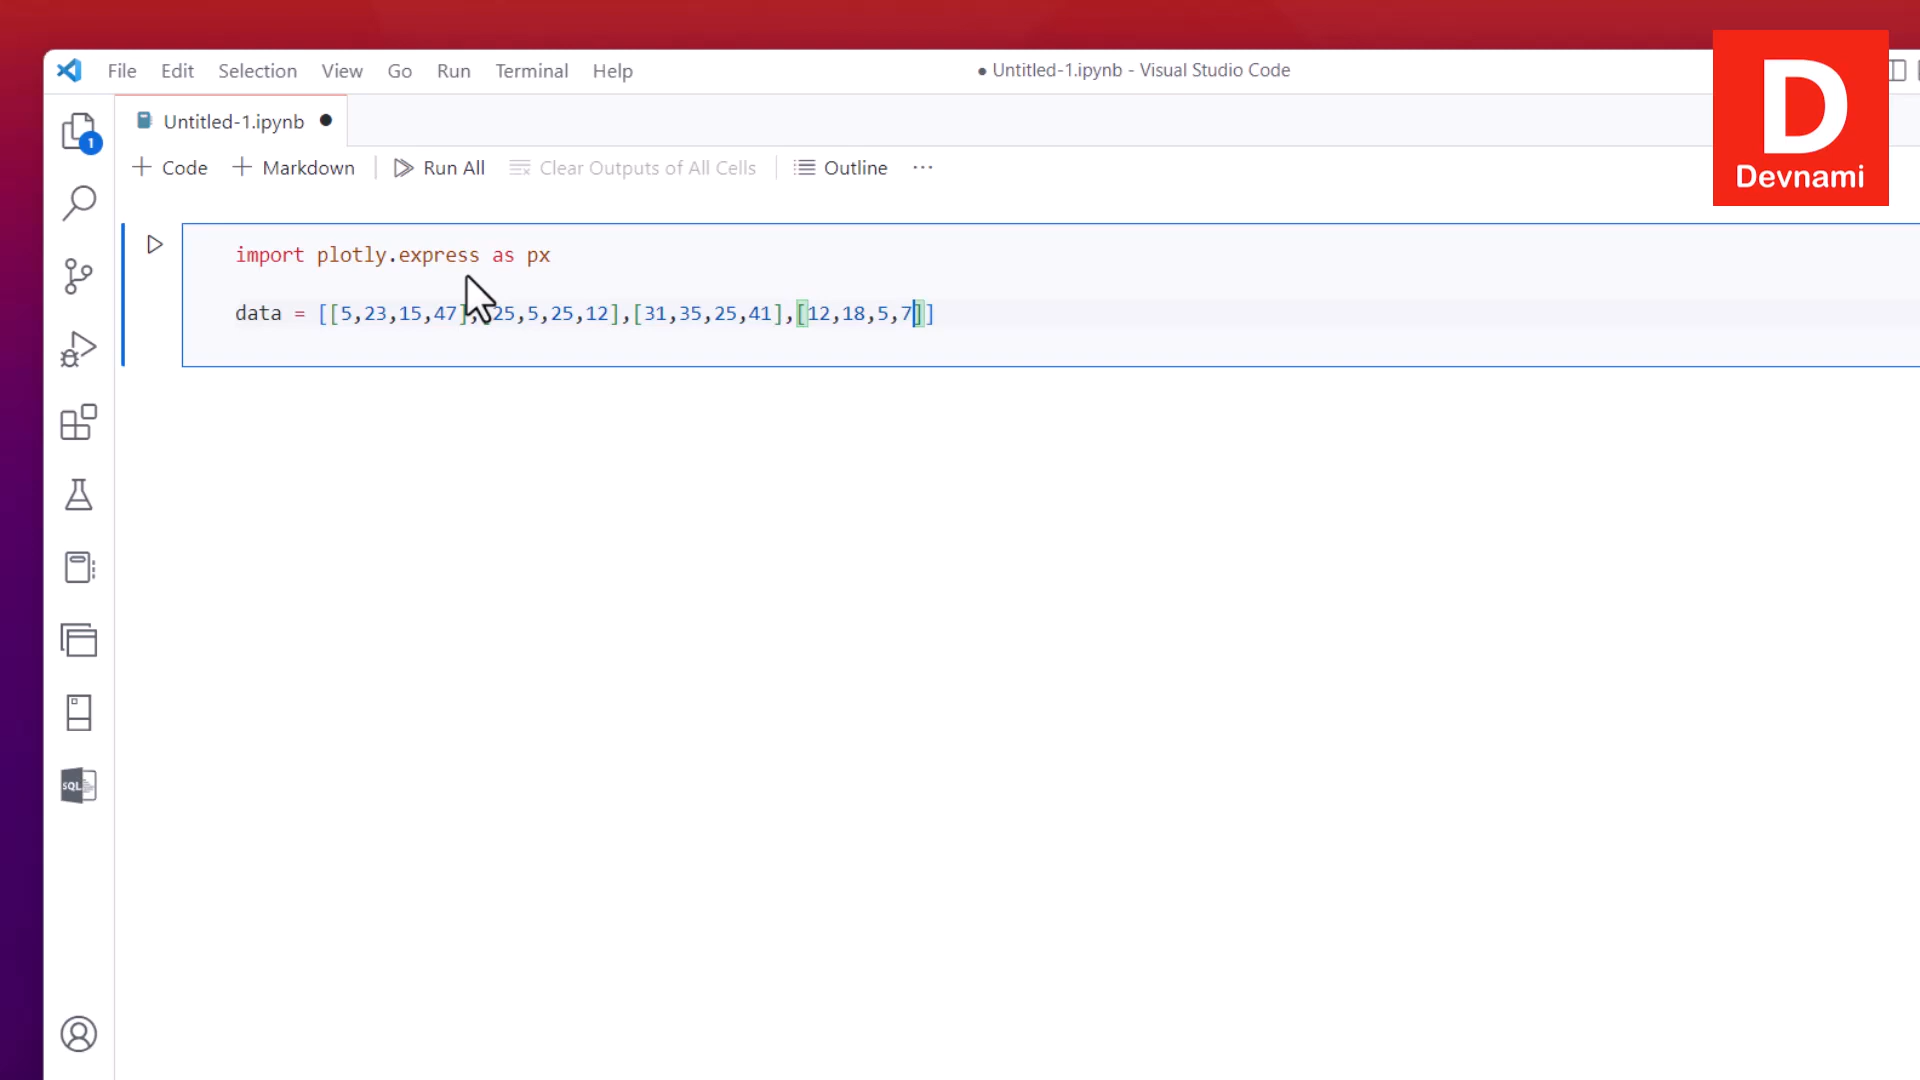 File Edit Selection View Go Run Terminal Help
● Untitled-1.ipynb - Visual Studio Code
D
Devnami
Untitled-1.ipynb ●
1
+ Code + Markdown | Run All Clear Outputs of All Cells | Outline ···
import plotly.express as px
data = [[5,23,15,47],[25,5,25,12],[31,35,25,41],[12,18,5,7]]
SQL